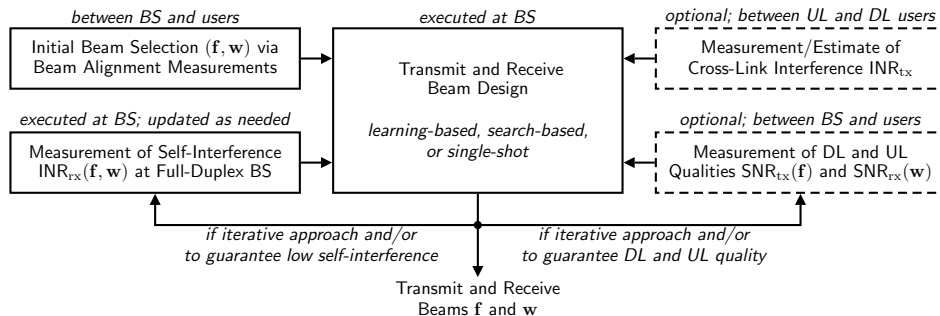 between BS and users
Initial Beam Selection (f, w) via
Beam Alignment Measurements
executed at BS; updated as needed
Measurement of Self-Interference
INRrx(f, w) at Full-Duplex BS
executed at BS
Transmit and Receive
Beam Design
learning-based, search-based,
or single-shot
optional; between UL and DL users
Measurement/Estimate of
Cross-Link Interference INRtx
optional; between BS and users
Measurement of DL and UL
Qualities SNRtx(f) and SNRrx(w)
if iterative approach and/or
to guarantee low self-interference
if iterative approach and/or
to guarantee DL and UL quality
Transmit and Receive
Beams f and w